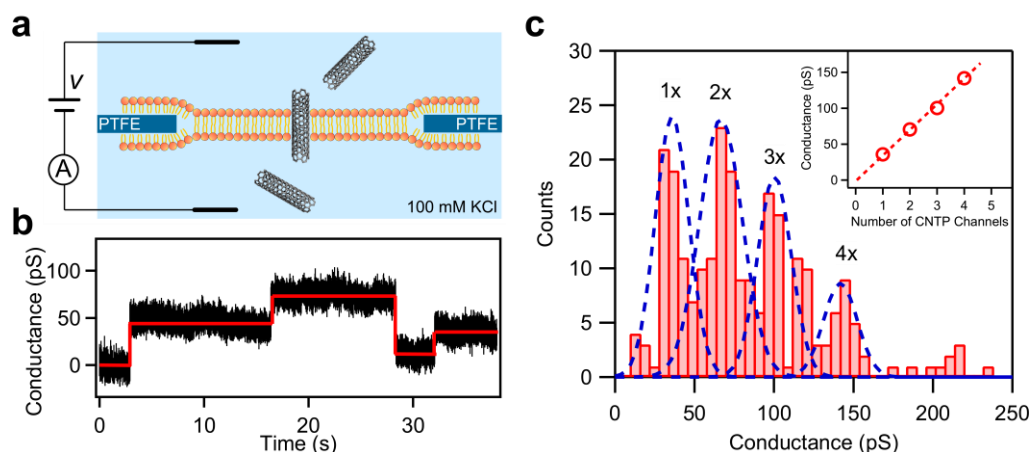 a
V
A
PTFE
PTFE
100 mM KCl
b
Conductance (pS)
100
50
0
0
10
20
30
Time (s)
c
Counts
30
25
20
15
10
5
0
1x
2x
3x
4x
0
50
100
150
200
250
Conductance (pS)
Conductance (pS)
150
100
50
0
0
1
2
3
4
5
Number of CNTP Channels